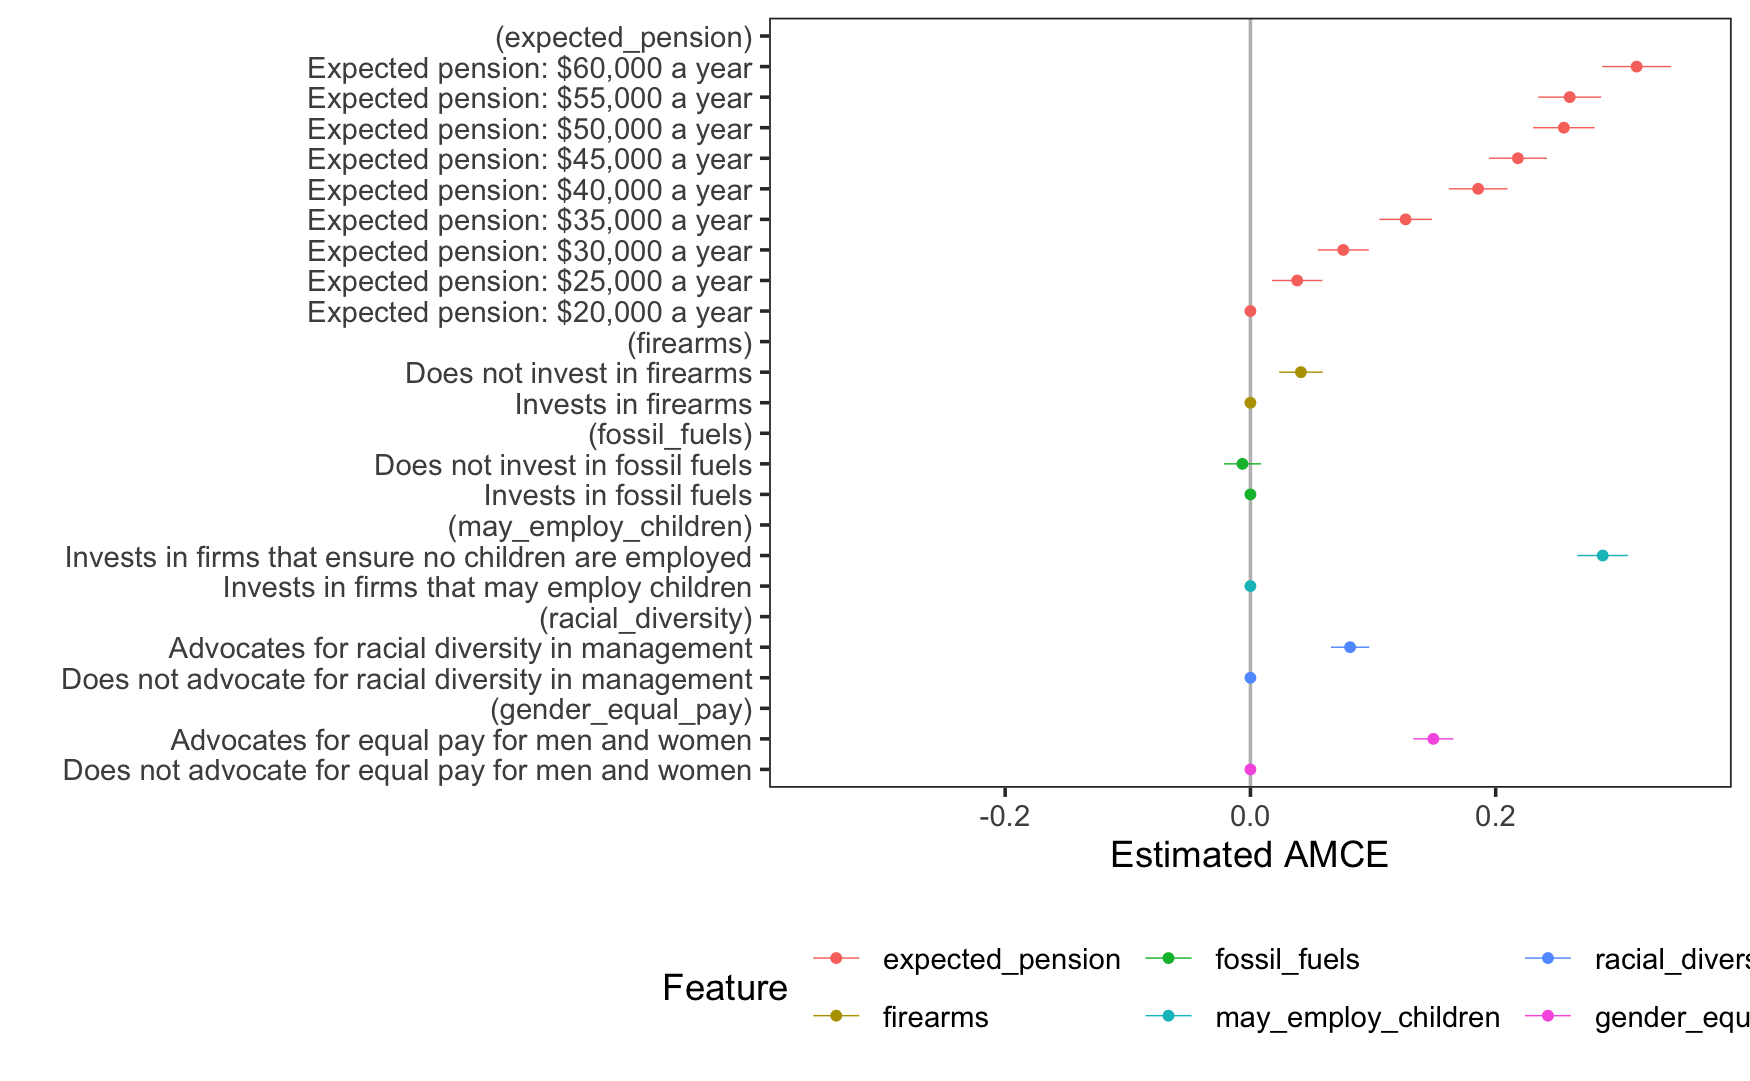 (expected_pension)
Expected pension: $60,000 a year
Expected pension: $55,000 a year
Expected pension: $50,000 a year
Expected pension: $45,000 a year
Expected pension: $40,000 a year
Expected pension: $35,000 a year
Expected pension: $30,000 a year
Expected pension: $25,000 a year
Expected pension: $20,000 a year
(firearms)
Does not invest in firearms
Invests in firearms
(fossil_fuels)
Does not invest in fossil fuels
Invests in fossil fuels
(may_employ_children)
Invests in firms that ensure no children are employed
Invests in firms that may employ children
(racial_diversity)
Advocates for racial diversity in management
Does not advocate for racial diversity in management
(gender_equal_pay)
Advocates for equal pay for men and women
Does not advocate for equal pay for men and women
-0.2 0.0 0.2
Estimated AMCE
Feature
expected_pension fossil_fuels racial_divers
firearms may_employ_children gender_equ